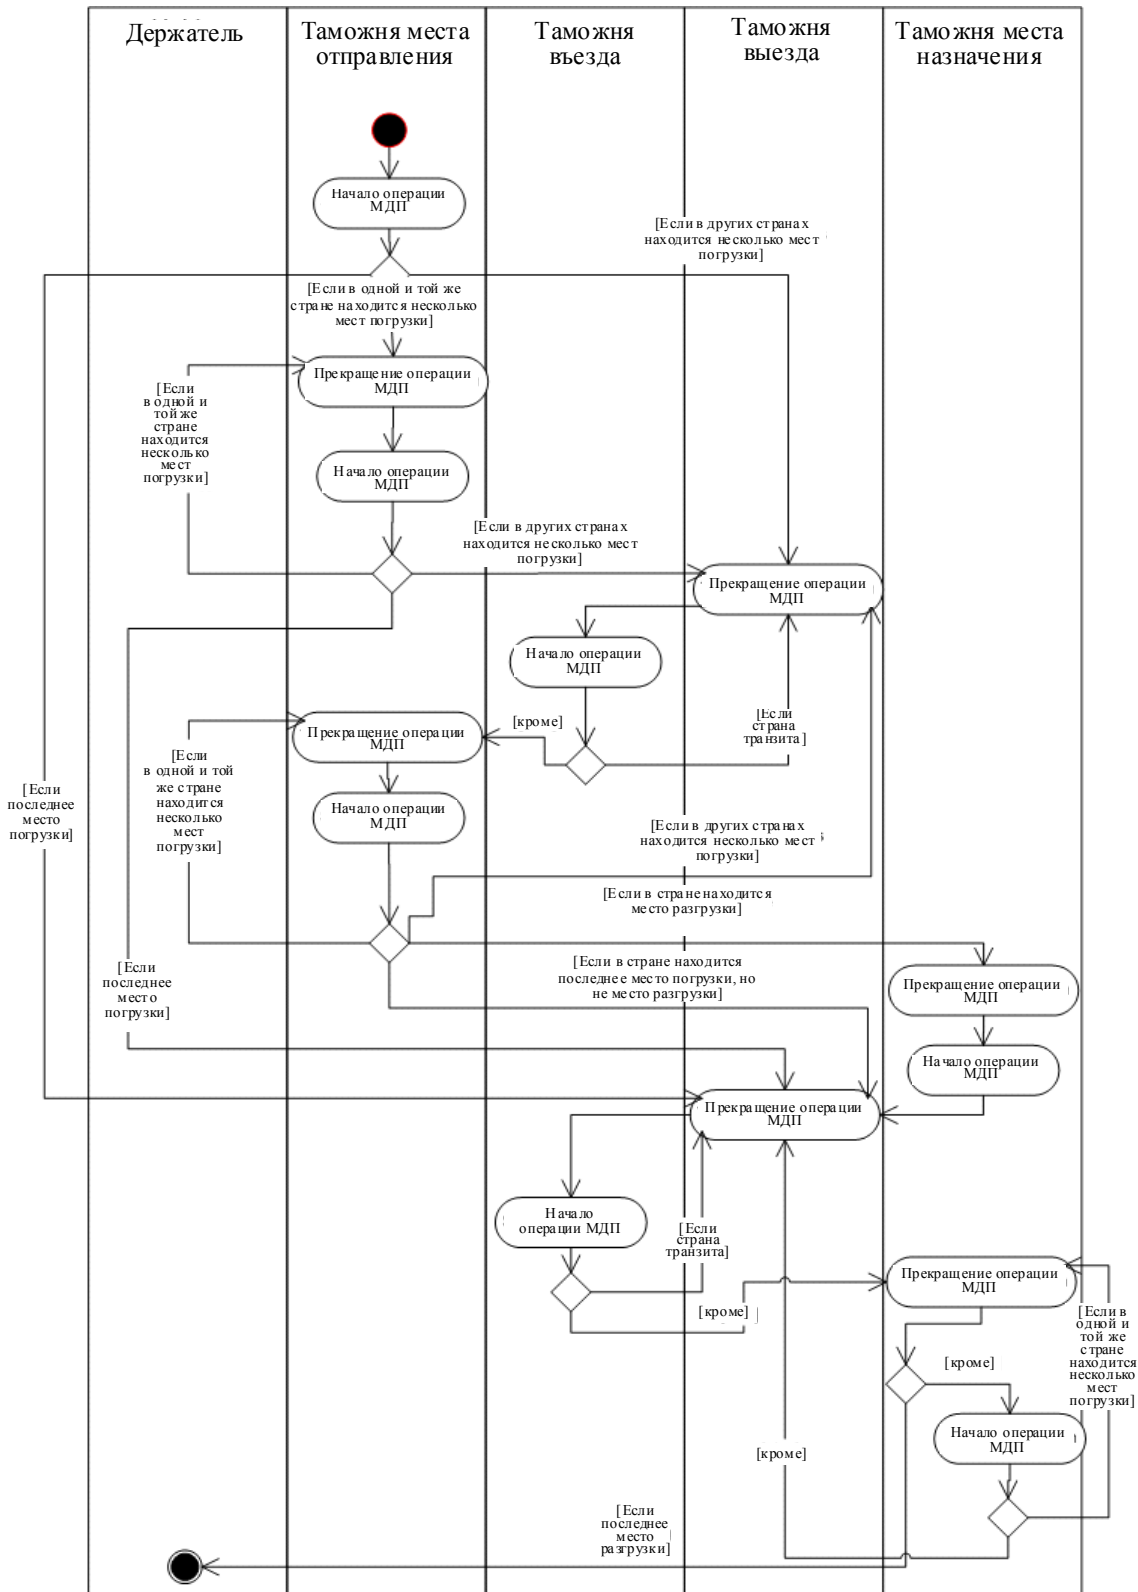 Держатель
Таможня места
отправления
Таможня
въезда
Таможня
выезда
Таможня места
назначения
Начало операции
МДП
[Если в других странах
находится несколько мест
погрузки]
[Если в одной и той же
стране находится несколько
мест погрузки]
Прекращение операции
МДП
[Если
в одной и
той же
стране
находится
несколько
мест
погрузки]
Начало операции
МДП
[Если в других странах
находится несколько мест
погрузки]
Прекращение операции
МДП
Начало операции
МДП
[кроме]
[Если
страна
транзита]
Прекращение операции
МДП
[Если
в одной и той
же стране
находится
несколько
мест
погрузки]
[Если
последнее
место
погрузки]
Начало операции
МДП
[Если в других странах
находится несколько мест
погрузки]
[Если в стране находится
место разгрузки]
[Если в стране находится
последнее место погрузки, но
не место разгрузки]
[Если
последнее
место
погрузки]
Прекращение операции
МДП
Начало операции
МДП
Прекращение операции
МДП
Начало
операции МДП
[Если
страна
транзита]
Прекращение операции
МДП
[кроме]
[Если в
одной и
той же
стране
находится
несколько
мест
погрузки]
[кроме]
Начало операции
МДП
[кроме]
[Если
последнее
место
разгрузки]